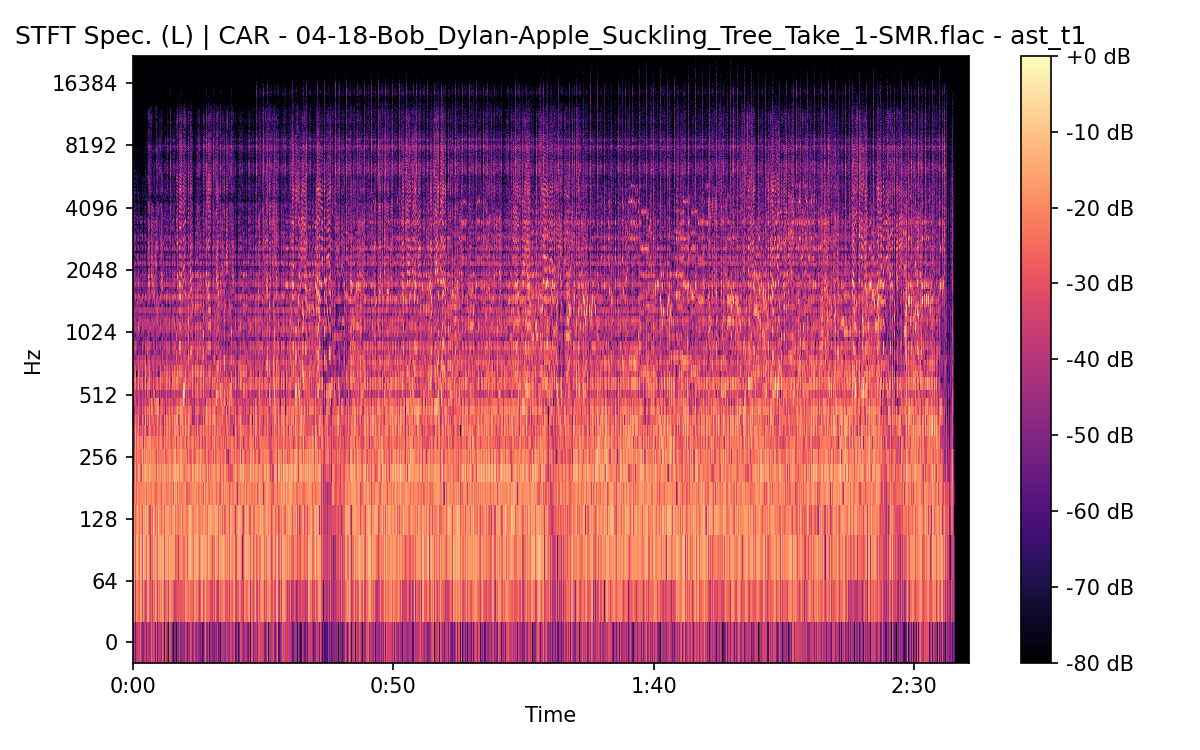 STFT Spec. (L) | CAR - 04-18-Bob_Dylan-Apple_Suckling_Tree_Take_1-SMR.flac - ast_t1
Hz
16384
8192
4096
2048
1024
512
256
128
64
0
0:00
0:50
1:40
2:30
Time
+0 dB
-10 dB
-20 dB
-30 dB
-40 dB
-50 dB
-60 dB
-70 dB
-80 dB